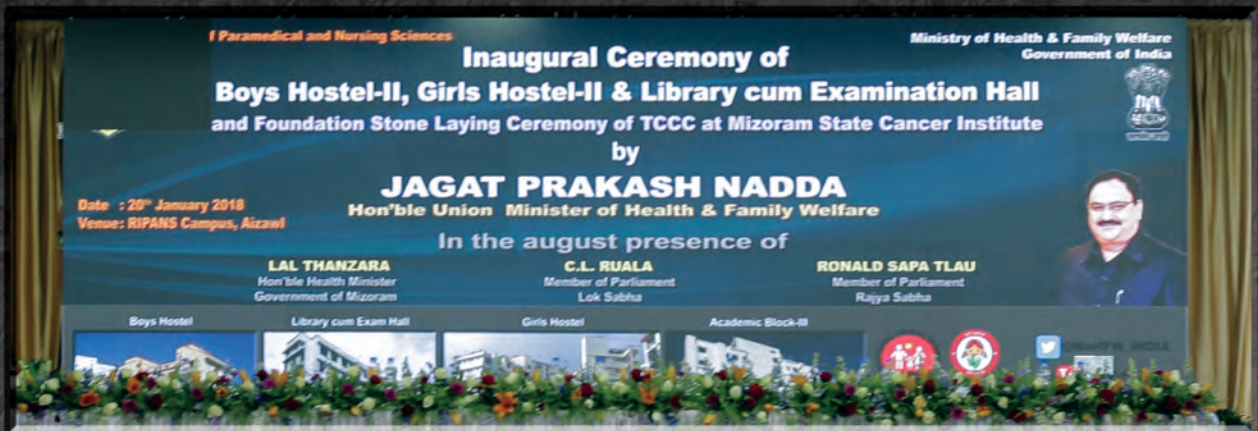 f Paramedical and Nursing Sciences
Ministry of Health & Family Welfare
Government of India
Inaugural Ceremony of
Boys Hostel-II, Girls Hostel-II & Library cum Examination Hall
and Foundation Stone Laying Ceremony of TCCC at Mizoram State Cancer Institute
by
JAGAT PRAKASH NADDA
Hon'ble Union Minister of Health & Family Welfare
Date : 20th January 2018
Venue: RIPANS Campus, Aizawl
In the august presence of
LAL THANZARA
Hon'ble Health Minister
Government of Mizoram
C.L. RUALA
Member of Parliament
Lok Sabha
RONALD SAPA TLAU
Member of Parliament
Rajya Sabha
Boys Hostel
Library cum Exam Hall
Girls Hostel
Academic Block-III